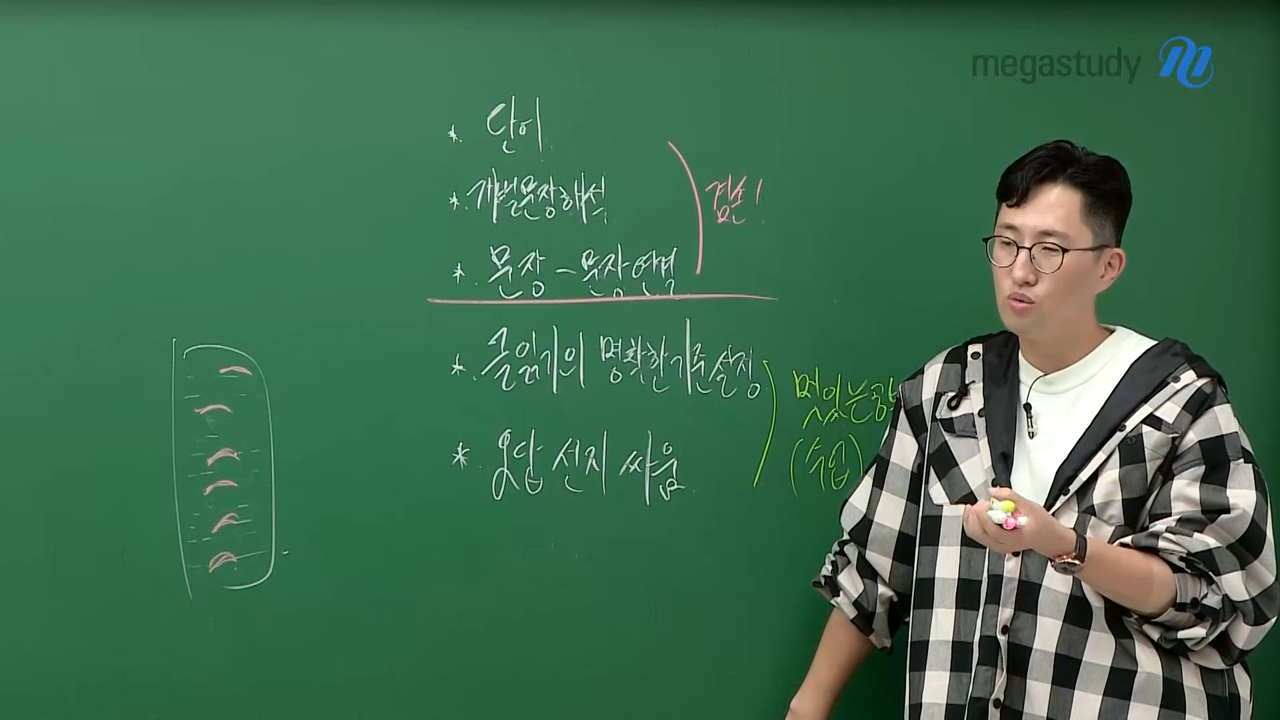 megastudy
* 단어
* 개별문장해석
* 문장 - 문장 연결
겸손!
* 글읽기의 명확한 기준설정
* 오답 선지 싸움
멋있는 공부
(수업)